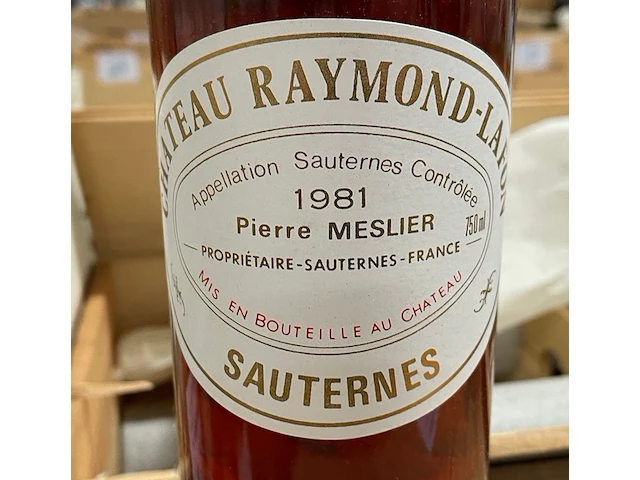 CHATEAU RAYMOND-LAFON
Appellation Sauternes Contrôlée
1981
Pierre MESLIER
750 ml
PROPRIÉTAIRE-SAUTERNES-FRANCE
MIS EN BOUTEILLE AU CHATEAU
SAUTERNES